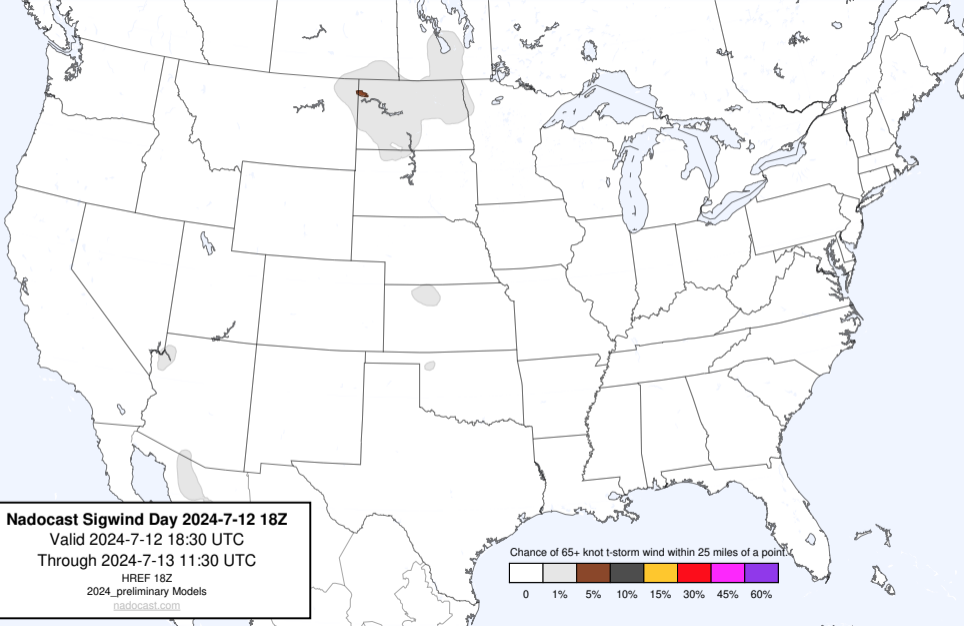 Nadocast Sigwind Day 2024-7-12 18Z
Valid 2024-7-12 18:30 UTC
Through 2024-7-13 11:30 UTC
HREF 18Z
2024_preliminary Models
nadocast.com
Chance of 65+ knot t-storm wind within 25 miles of a point.
0 1% 5% 10% 15% 30% 45% 60%